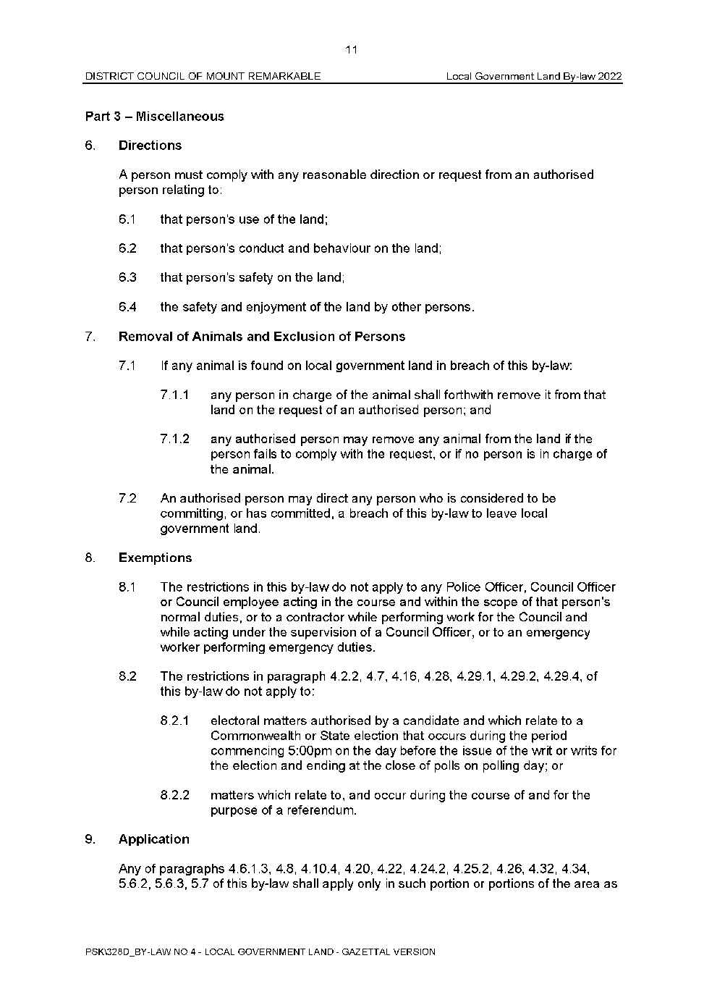 11
DISTRICT COUNCIL OF MOUNT REMARKABLE Local Government Land By-law 2022
Part 3 – Miscellaneous
6. Directions
A person must comply with any reasonable direction or request from an authorised
person relating to:
6.1 that person's use of the land;
6.2 that person's conduct and behaviour on the land;
6.3 that person's safety on the land;
6.4 the safety and enjoyment of the land by other persons.
7. Removal of Animals and Exclusion of Persons
7.1 If any animal is found on local government land in breach of this by-law:
7.1.1 any person in charge of the animal shall forthwith remove it from that
land on the request of an authorised person; and
7.1.2 any authorised person may remove any animal from the land if the
person fails to comply with the request, or if no person is in charge of
the animal.
7.2 An authorised person may direct any person who is considered to be
committing, or has committed, a breach of this by-law to leave local
government land.
8. Exemptions
8.1 The restrictions in this by-law do not apply to any Police Officer, Council Officer
or Council employee acting in the course and within the scope of that person's
normal duties, or to a contractor while performing work for the Council and
while acting under the supervision of a Council Officer, or to an emergency
worker performing emergency duties.
8.2 The restrictions in paragraph 4.2.2, 4.7, 4.16, 4.28, 4.29.1, 4.29.2, 4.29.4, of
this by-law do not apply to:
8.2.1 electoral matters authorised by a candidate and which relate to a
Commonwealth or State election that occurs during the period
commencing 5:00pm on the day before the issue of the writ or writs for
the election and ending at the close of polls on polling day; or
8.2.2 matters which relate to, and occur during the course of and for the
purpose of a referendum.
9. Application
Any of paragraphs 4.6.1.3, 4.8, 4.10.4, 4.20, 4.22, 4.24.2, 4.25.2, 4.26, 4.32, 4.34,
5.6.2, 5.6.3, 5.7 of this by-law shall apply only in such portion or portions of the area as
PSK\328D_BY-LAW NO 4 - LOCAL GOVERNMENT LAND - GAZETTAL VERSION